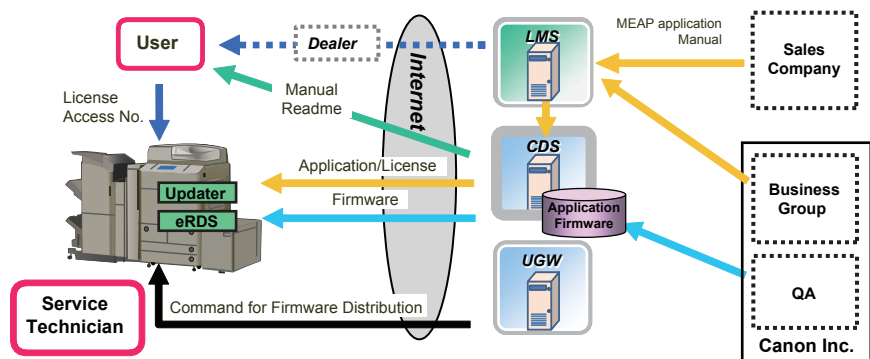 User
Dealer
Internet
LMS
MEAP application
Manual
Sales
Company
License
Access No.
Manual
Readme
CDS
Application/License
Updater
eRDS
Firmware
Application
Firmware
Business
Group
UGW
QA
Service
Technician
Command for Firmware Distribution
Canon Inc.